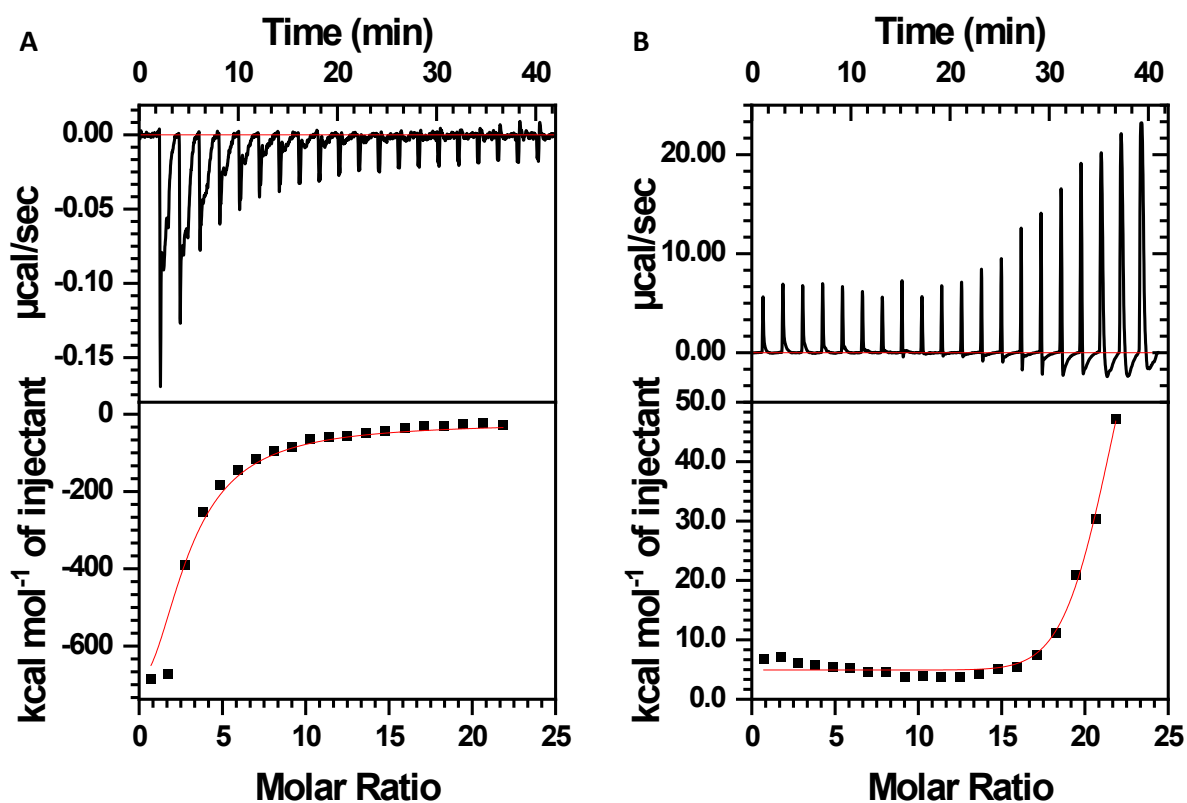 A
Time (min)
0 10 20 30 40
0.00
-0.05
-0.10
-0.15
µcal/sec
0
-200
-400
-600
kcal mol-1 of injectant
0 5 10 15 20 25
Molar Ratio
B
Time (min)
0 10 20 30 40
20.00
10.00
0.00
µcal/sec
50.0
40.0
30.0
20.0
10.0
0.0
kcal mol-1 of injectant
0 5 10 15 20 25
Molar Ratio